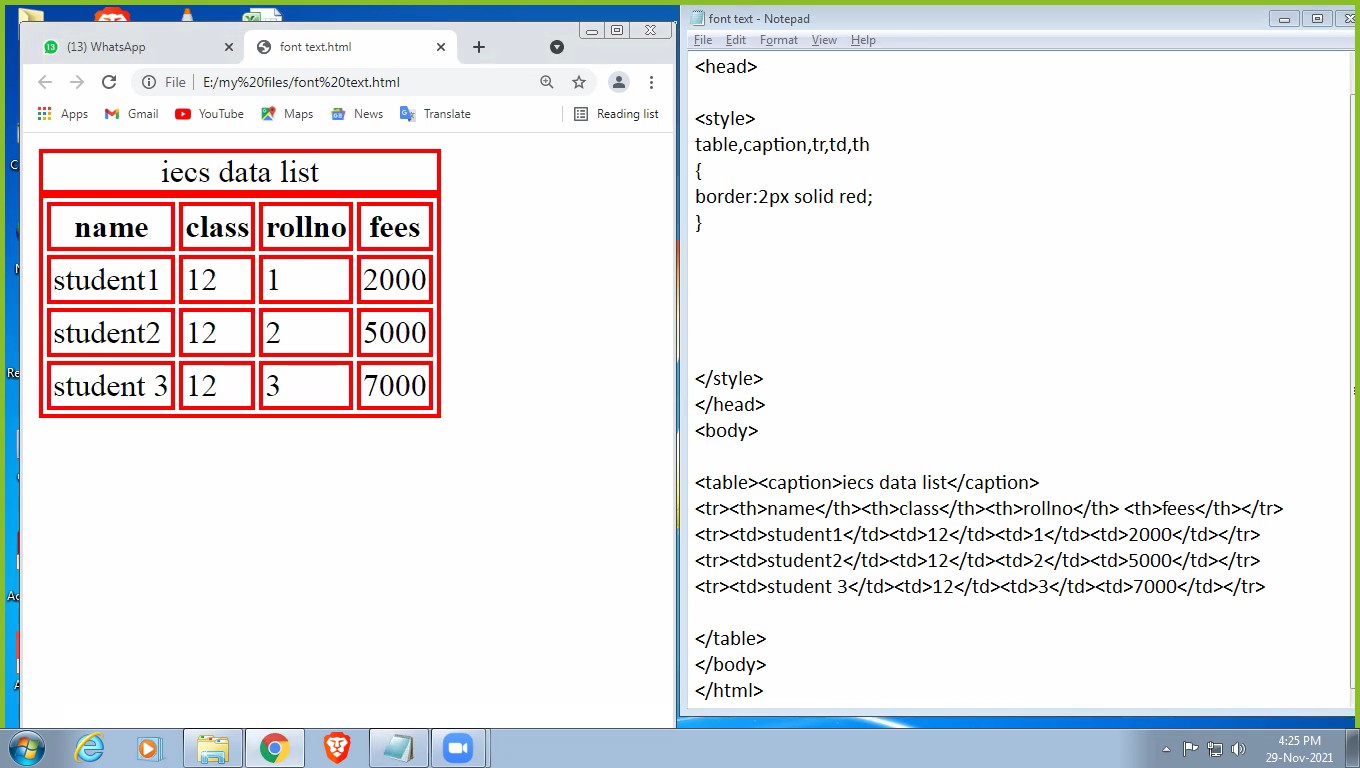 (13) WhatsApp
font text.html
File
E:/my%20files/font%20text.html
Apps
Gmail
YouTube
Maps
News
Translate
Reading list
iecs data list
name class rollno fees
student1 12 1 2000
student2 12 2 5000
student 3 12 3 7000
font text - Notepad
File Edit Format View Help
<head>
<style>
table,caption,tr,td,th
{
border:2px solid red;
}
</style>
</head>
<body>
<table><caption>iecs data list</caption>
<tr><th>name</th><th>class</th><th>rollno</th> <th>fees</th></tr>
<tr><td>student1</td><td>12</td><td>1</td><td>2000</td></tr>
<tr><td>student2</td><td>12</td><td>2</td><td>5000</td></tr>
<tr><td>student 3</td><td>12</td><td>3</td><td>7000</td></tr>
</table>
</body>
</html>
4:25 PM
29-Nov-2021